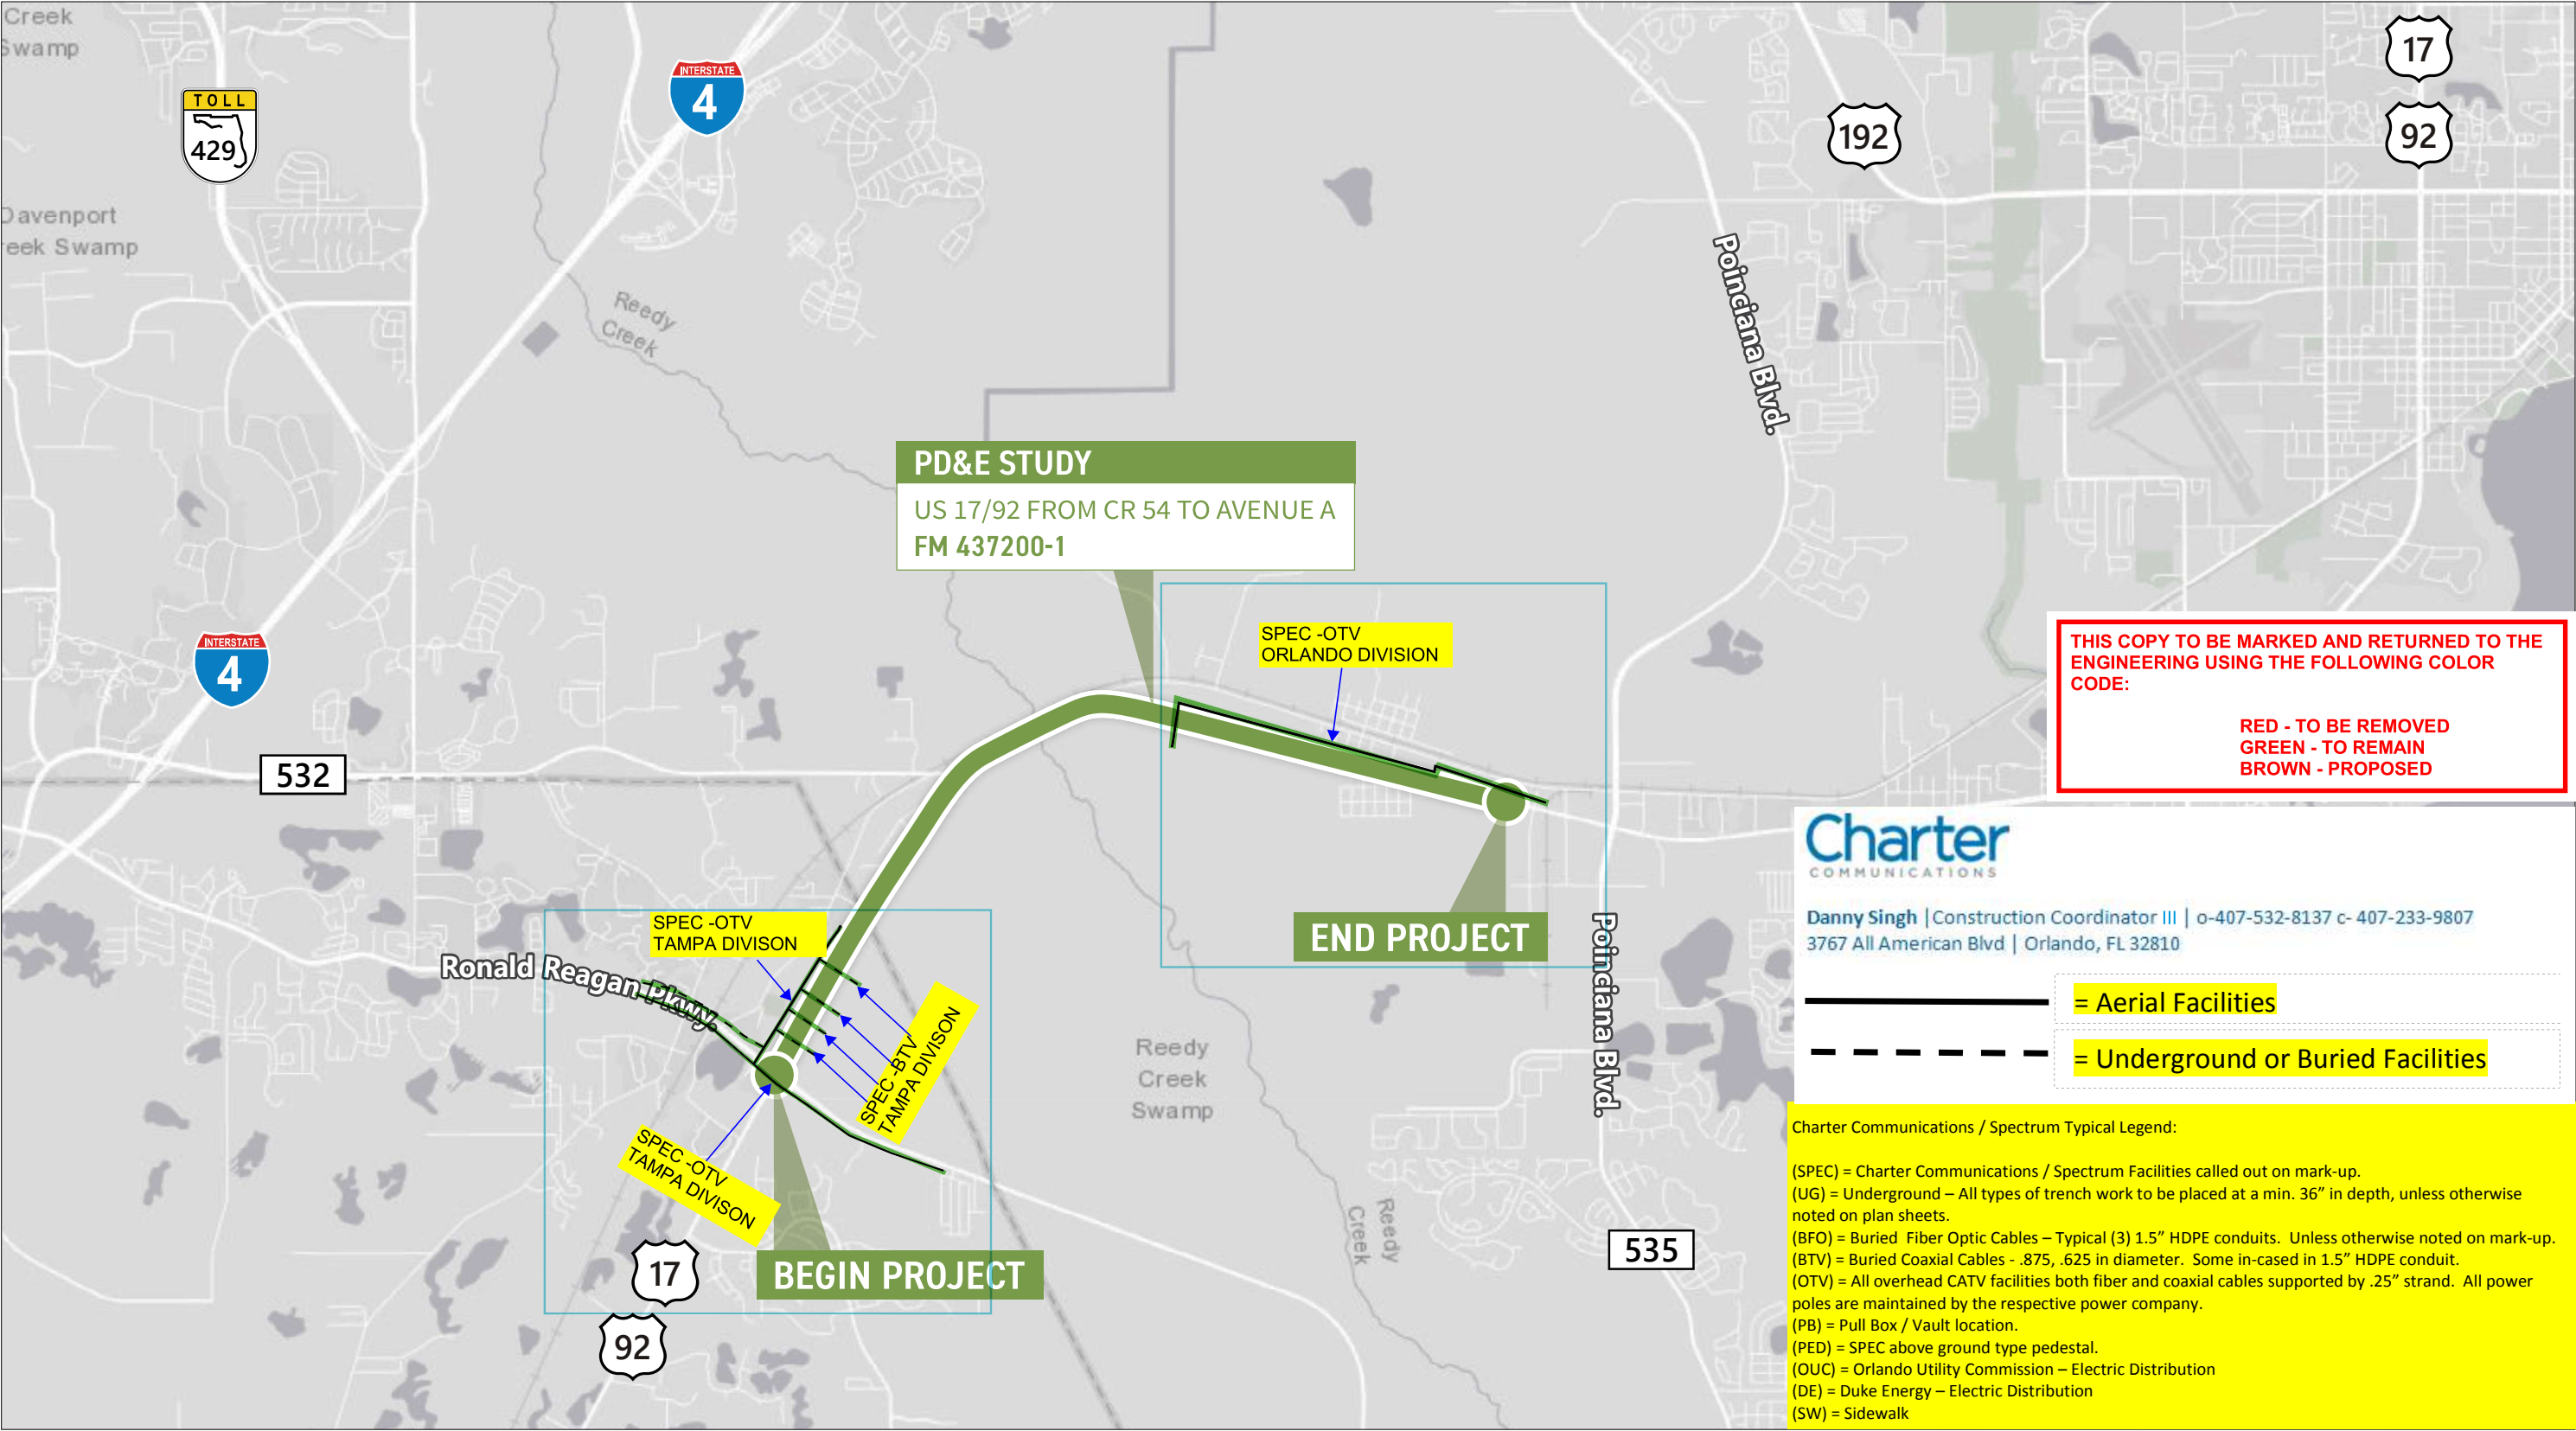 Creek
Swamp
TOLL
429
INTERSTATE
4
17
192
92
Davenport
reek Swamp
Poinciana Blvd.
Reedy
Creek
PD&E STUDY
US 17/92 FROM CR 54 TO AVENUE A
FM 437200-1
SPEC -OTV
ORLANDO DIVISION
INTERSTATE
4
THIS COPY TO BE MARKED AND RETURNED TO THE
ENGINEERING USING THE FOLLOWING COLOR
CODE:
RED - TO BE REMOVED
GREEN - TO REMAIN
BROWN - PROPOSED
532
Charter
COMMUNICATIONS
Danny Singh | Construction Coordinator III | o-407-532-8137 c- 407-233-9807
3767 All American Blvd | Orlando, FL 32810
= Aerial Facilities
= Underground or Buried Facilities
SPEC -OTV
TAMPA DIVISON
END PROJECT
Ronald Reagan Pkwy.
Poinciana Blvd.
SPEC -BTV
TAMPA DIVISON
Reedy
Creek
Swamp
SPEC -OTV
TAMPA DIVISON
Reedy
Creek
535
17
BEGIN PROJECT
92
Charter Communications / Spectrum Typical Legend:
(SPEC) = Charter Communications / Spectrum Facilities called out on mark-up.
(UG) = Underground – All types of trench work to be placed at a min. 36” in depth, unless otherwise
noted on plan sheets.
(BFO) = Buried Fiber Optic Cables – Typical (3) 1.5” HDPE conduits. Unless otherwise noted on mark-up.
(BTV) = Buried Coaxial Cables - .875, .625 in diameter. Some in-cased in 1.5” HDPE conduit.
(OTV) = All overhead CATV facilities both fiber and coaxial cables supported by .25” strand. All power
poles are maintained by the respective power company.
(PB) = Pull Box / Vault location.
(PED) = SPEC above ground type pedestal.
(OUC) = Orlando Utility Commission – Electric Distribution
(DE) = Duke Energy – Electric Distribution
(SW) = Sidewalk